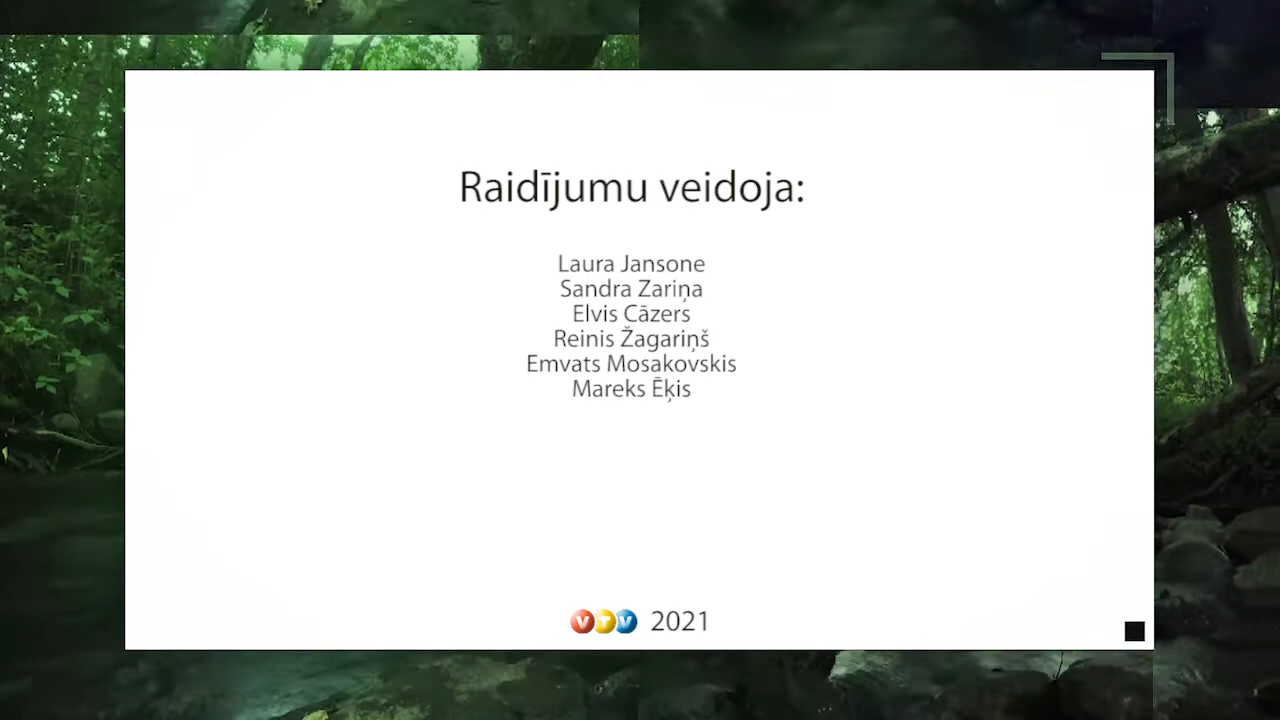 Raidījumu veidoja:
Laura Jansone
Sandra Zariņa
Elvis Cāzers
Reinis Žagariņš
Emvats Mosakovskis
Mareks Ēķis
VTV 2021